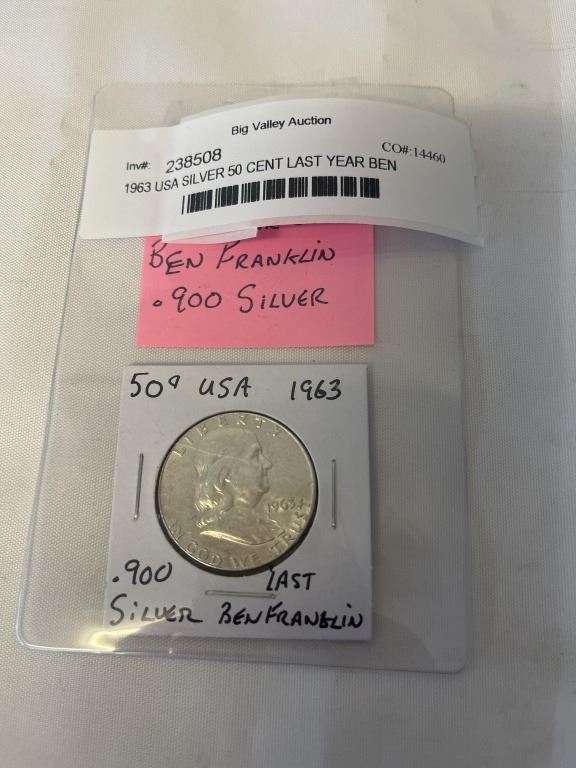 Big Valley Auction
Inv#: 238508 CO#:14460
1963 USA SILVER 50 CENT LAST YEAR BEN
BEN FRANKLIN
.900 SILVER
50¢ USA 1963
LIBERTY
1963
IN GOD WE TRUST
.900 LAST
SILVER BEN FRANKLIN